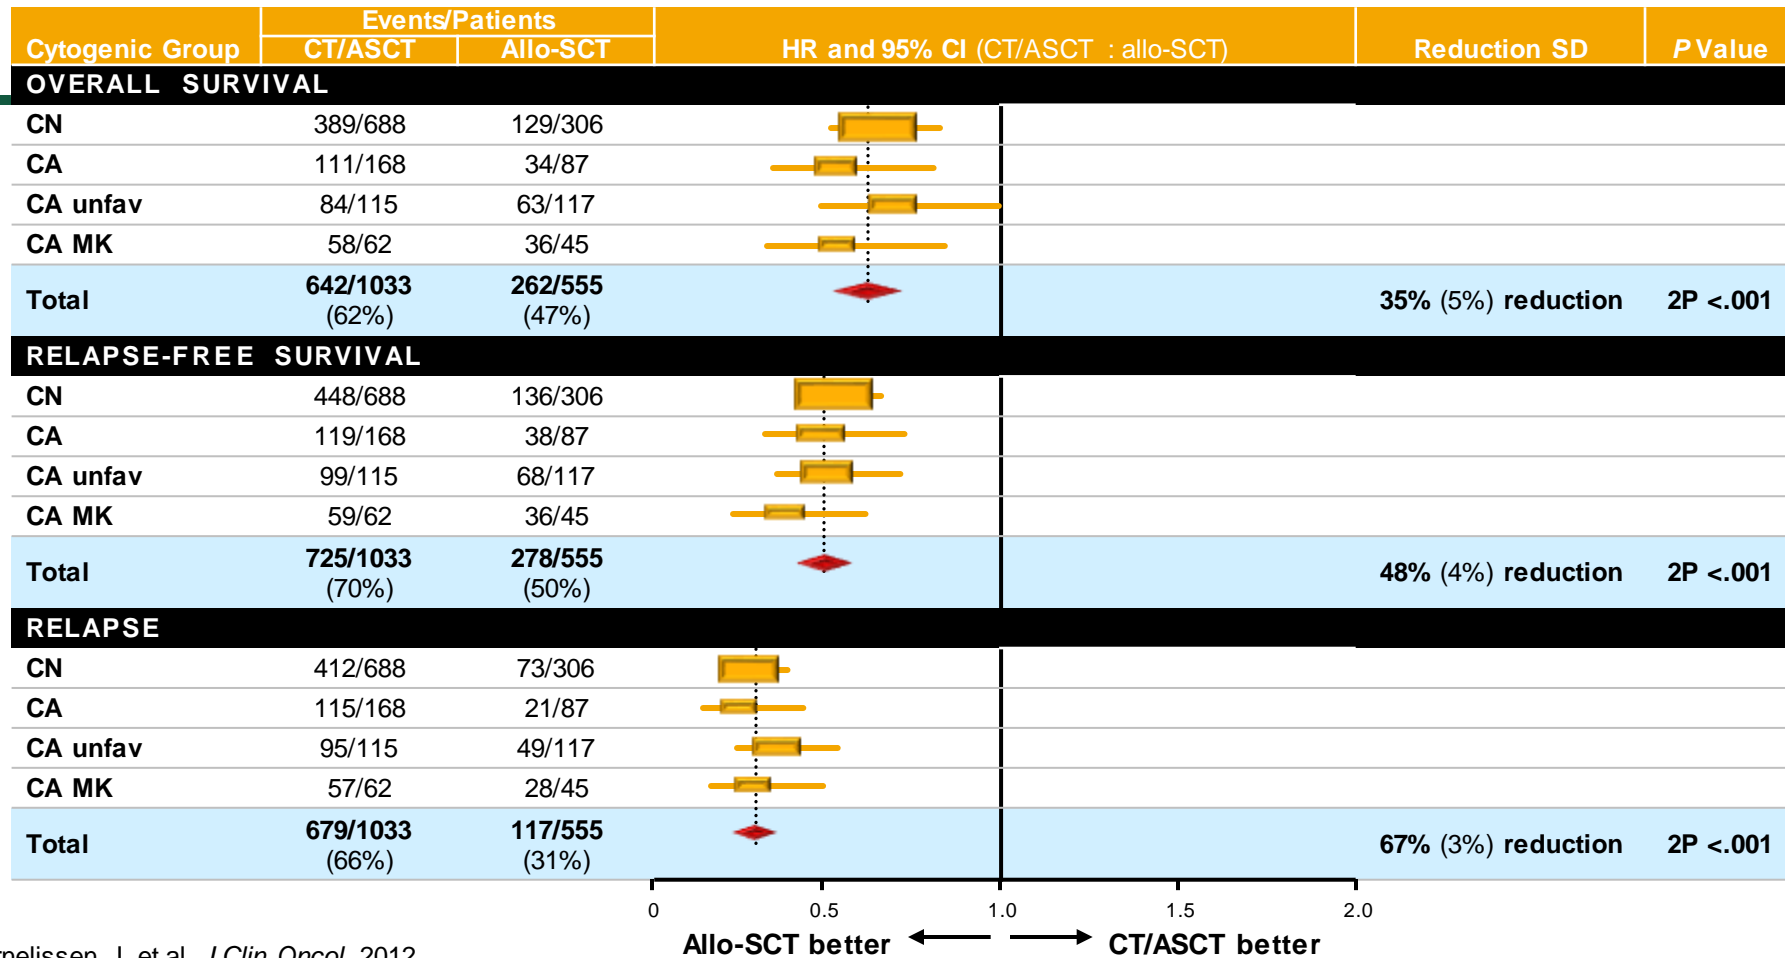 Events/Patients
Cytogenic Group CT/ASCT Allo-SCT HR and 95% CI (CT/ASCT : allo-SCT) Reduction SD P Value
OVERALL SURVIVAL
CN 389/688 129/306
CA 111/168 34/87
CA unfav 84/115 63/117
CA MK 58/62 36/45
Total 642/1033 (62%) 262/555 (47%) 35% (5%) reduction 2P <.001
RELAPSE-FREE SURVIVAL
CN 448/688 136/306
CA 119/168 38/87
CA unfav 99/115 68/117
CA MK 59/62 36/45
Total 725/1033 (70%) 278/555 (50%) 48% (4%) reduction 2P <.001
RELAPSE
CN 412/688 73/306
CA 115/168 21/87
CA unfav 95/115 49/117
CA MK 57/62 28/45
Total 679/1033 (66%) 117/555 (31%) 67% (3%) reduction 2P <.001
0 0.5 1.0 1.5 2.0
Allo-SCT better CT/ASCT better
J et al. J Clin Oncol. 2012